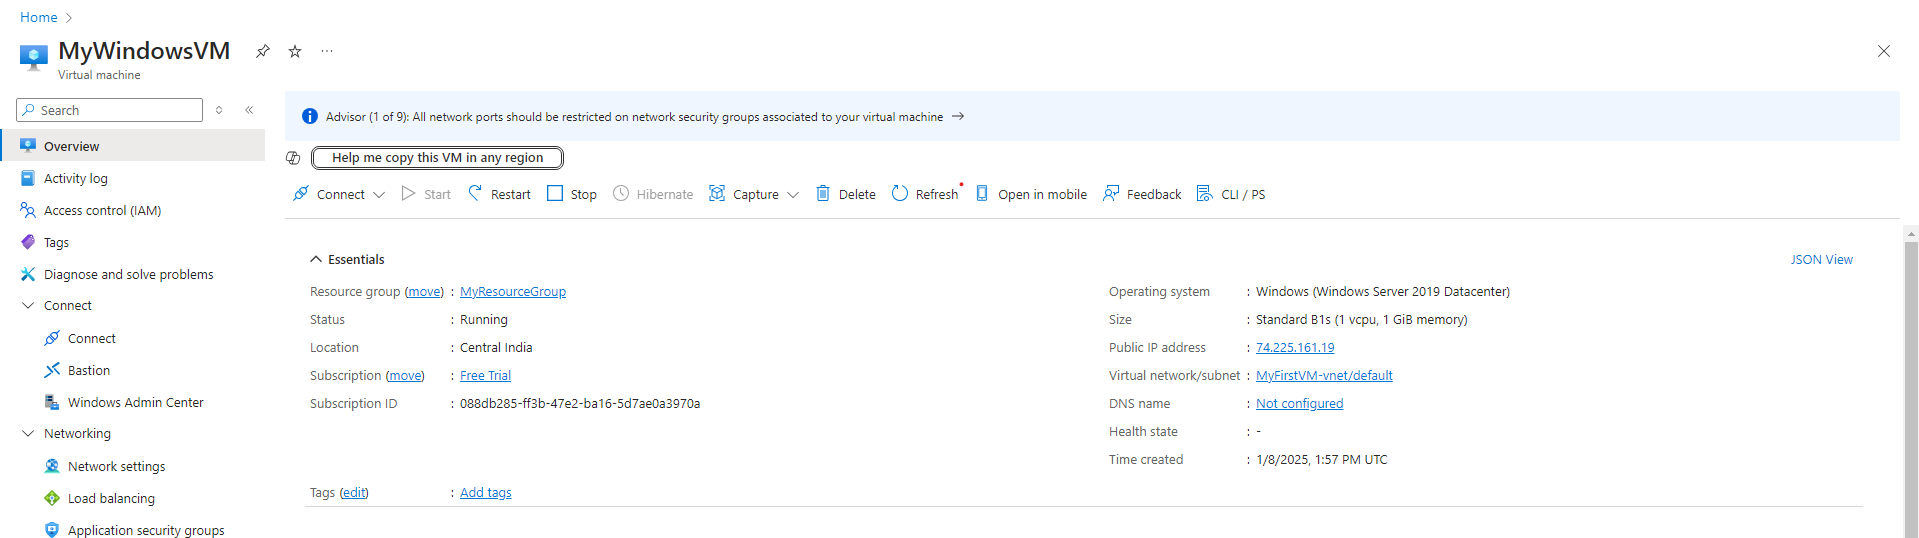 Home
MyWindowsVM
Virtual machine
Search
Overview
Activity log
Access control (IAM)
Tags
Diagnose and solve problems
Connect
Connect
Bastion
Windows Admin Center
Networking
Network settings
Load balancing
Application security groups
Advisor (1 of 9): All network ports should be restricted on network security groups associated to your virtual machine
Help me copy this VM in any region
Connect Start Restart Stop Hibernate Capture Delete Refresh Open in mobile Feedback CLI / PS
Essentials
JSON View
Resource group (move) : MyResourceGroup
Status : Running
Location : Central India
Subscription (move) : Free Trial
Subscription ID : 088db285-ff3b-47e2-ba16-5d7ae0a3970a
Operating system : Windows (Windows Server 2019 Datacenter)
Size : Standard B1s (1 vcpu, 1 GiB memory)
Public IP address : 74.225.161.19
Virtual network/subnet : MyFirstVM-vnet/default
DNS name : Not configured
Health state : -
Time created : 1/8/2025, 1:57 PM UTC
Tags (edit) : Add tags